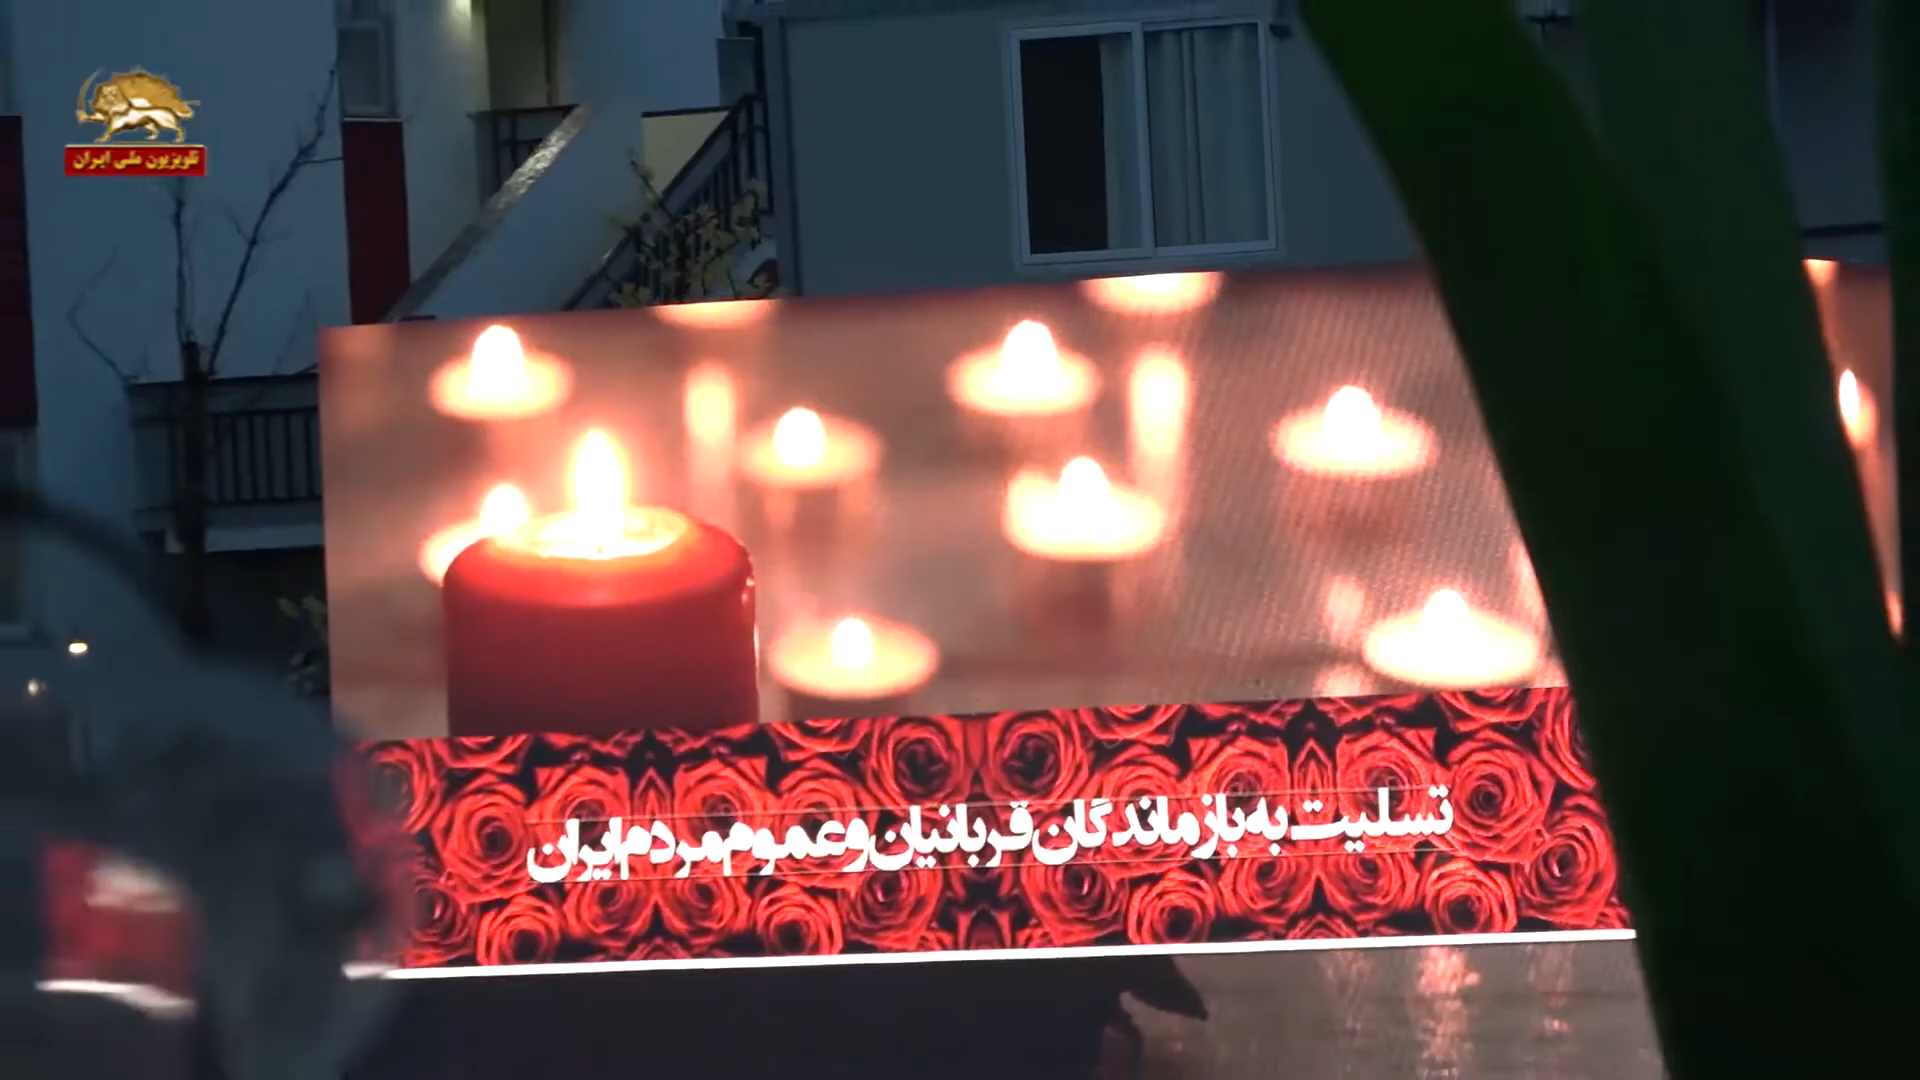 تلویزیون ملی ایران
تسلیت به بازماندگان قربانیان و عموم مردم ایران